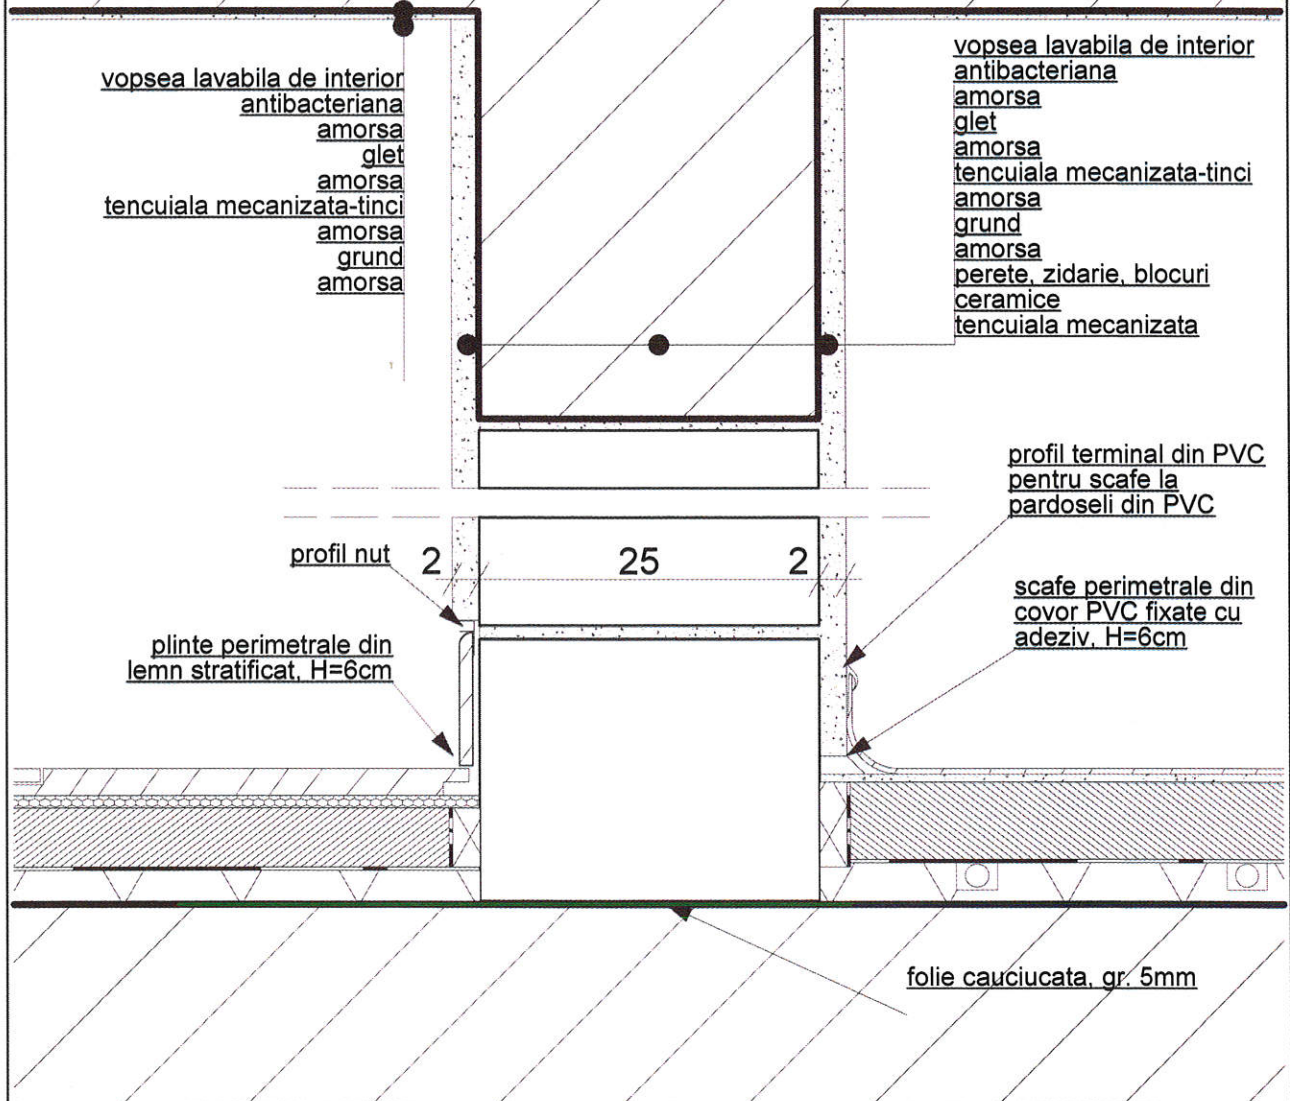 vopsea lavabila de interior
antibacteriana
amorsa
glet
amorsa
tencuiala mecanizata-tinci
amorsa
grund
amorsa
vopsea lavabila de interior
antibacteriana
amorsa
glet
amorsa
tencuiala mecanizata-tinci
amorsa
grund
amorsa
perete, zidarie, blocuri
ceramice
tencuiala mecanizata
profil terminal din PVC
pentru scafe la
pardoseli din PVC
profil nut
2 25 2
scafe perimetrale din
covor PVC fixate cu
adeziv, H=6cm
plinte perimetrale din
lemn stratificat, H=6cm
folie cauciucata, gr. 5mm